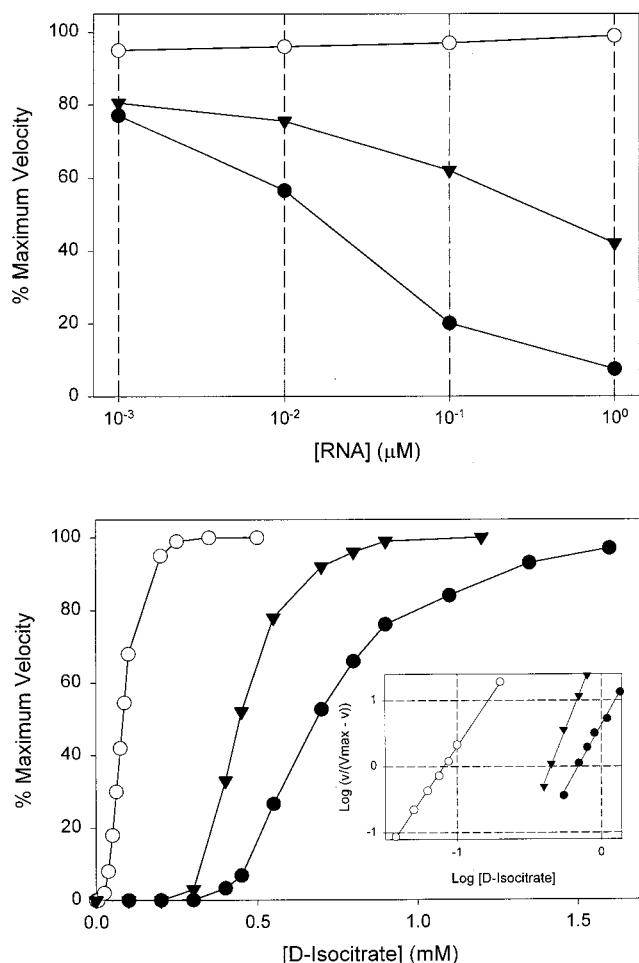 100
80
60
40
20
0
% Maximum Velocity
10⁻³ 10⁻² 10⁻¹ 10⁰
[RNA] (μM)
100
80
60
40
20
0
% Maximum Velocity
0.0 0.5 1.0 1.5
[D-Isocitrate] (mM)
1
0
-1
Log (v/(Vmax - v))
-1 0
Log [D-Isocitrate]